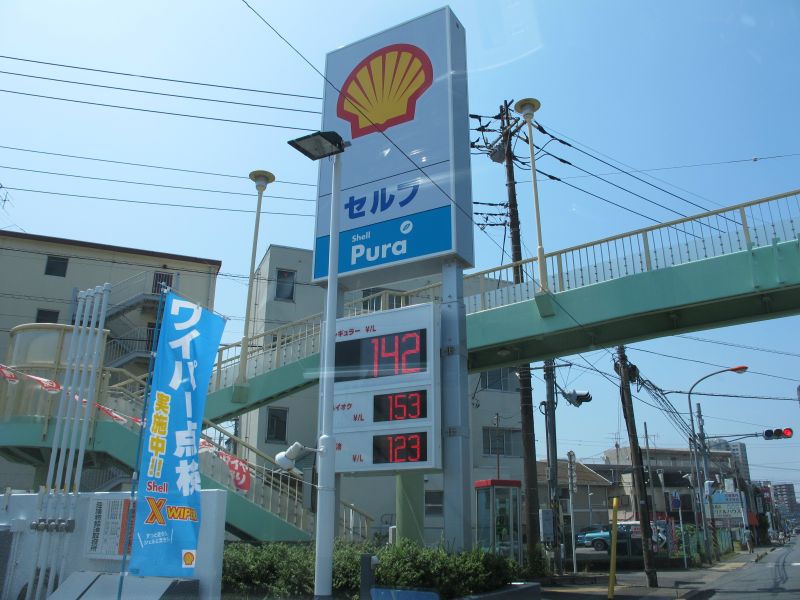 セルフ
Shell
Pura
ギュラー ¥/L
142
イオク
153
¥/L
油
123
¥/L
ワイパー点検
実施中!!
Shell
X WIPE